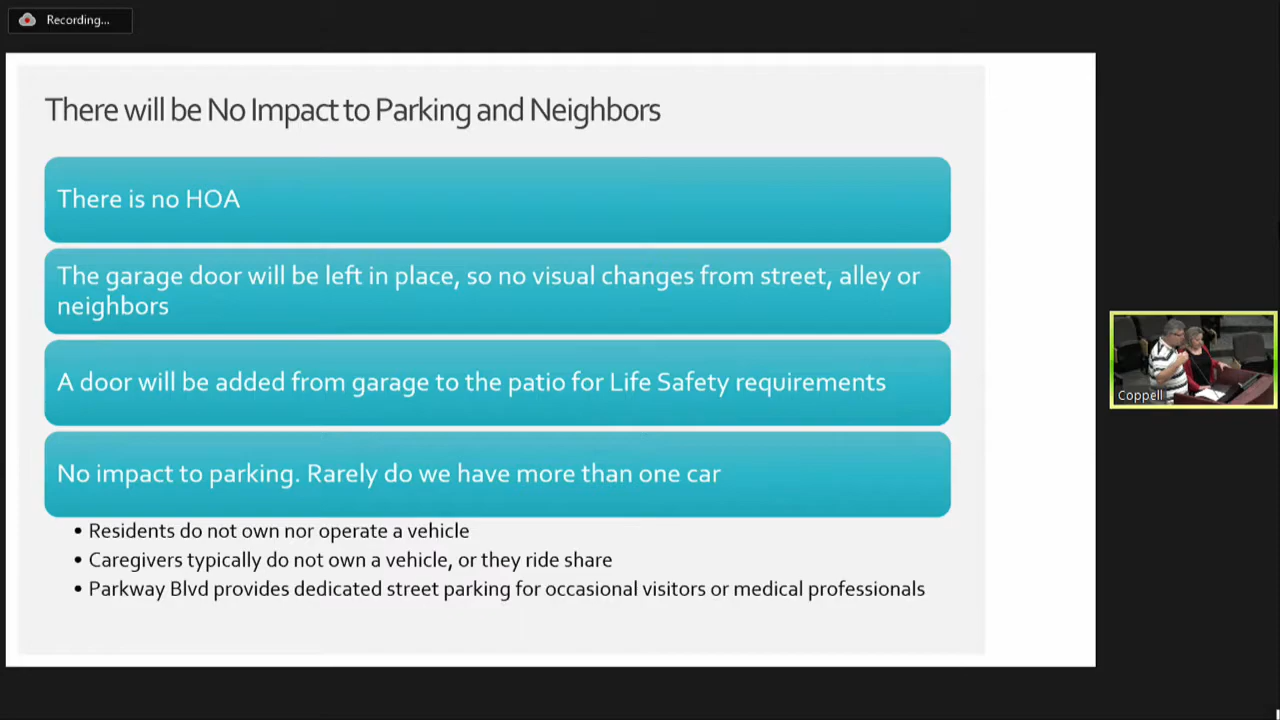 Recording...
There will be No Impact to Parking and Neighbors
There is no HOA
The garage door will be left in place, so no visual changes from street, alley or
neighbors
A door will be added from garage to the patio for Life Safety requirements
No impact to parking. Rarely do we have more than one car
• Residents do not own nor operate a vehicle
• Caregivers typically do not own a vehicle, or they ride share
• Parkway Blvd provides dedicated street parking for occasional visitors or medical professionals
Coppell